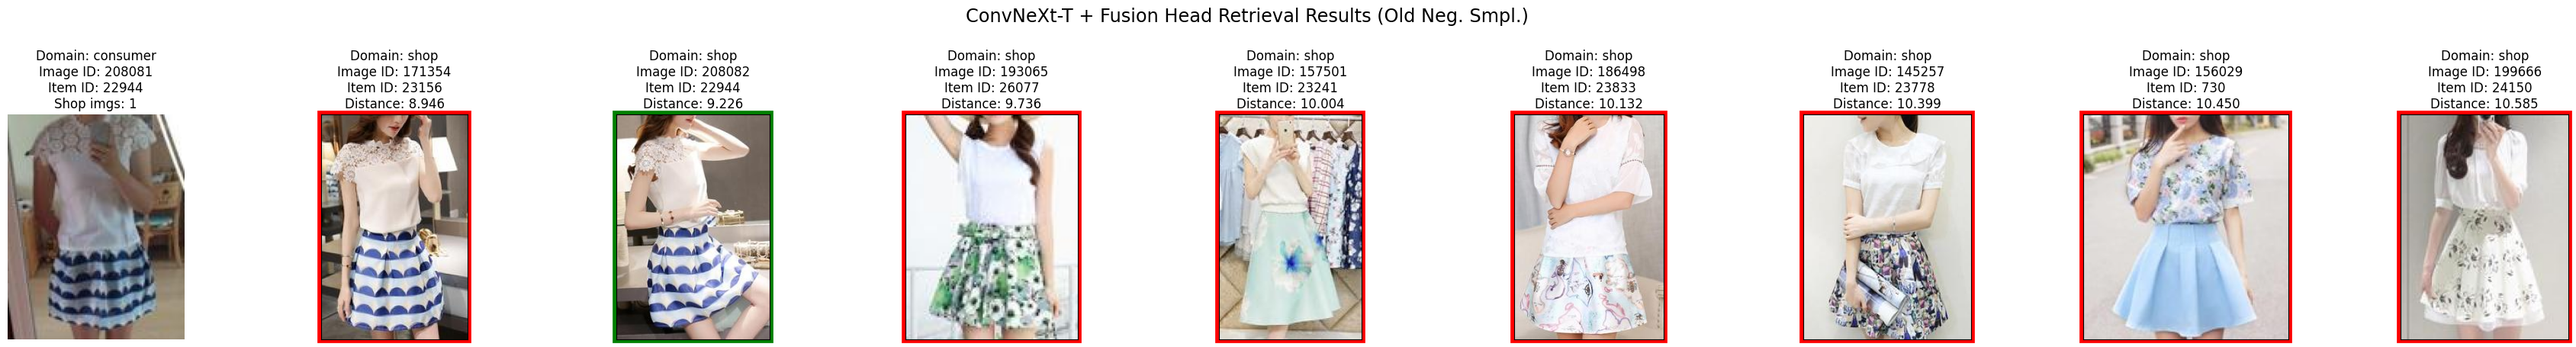 ConvNeXt-T + Fusion Head Retrieval Results (Old Neg. Smpl.)
Domain: consumer
Image ID: 208081
Item ID: 22944
Shop imgs: 1
Domain: shop
Image ID: 171354
Item ID: 23156
Distance: 8.946
Domain: shop
Image ID: 208082
Item ID: 22944
Distance: 9.226
Domain: shop
Image ID: 193065
Item ID: 26077
Distance: 9.736
Domain: shop
Image ID: 157501
Item ID: 23241
Distance: 10.004
Domain: shop
Image ID: 186498
Item ID: 23833
Distance: 10.132
Domain: shop
Image ID: 145257
Item ID: 23778
Distance: 10.399
Domain: shop
Image ID: 156029
Item ID: 730
Distance: 10.450
Domain: shop
Image ID: 199666
Item ID: 24150
Distance: 10.585